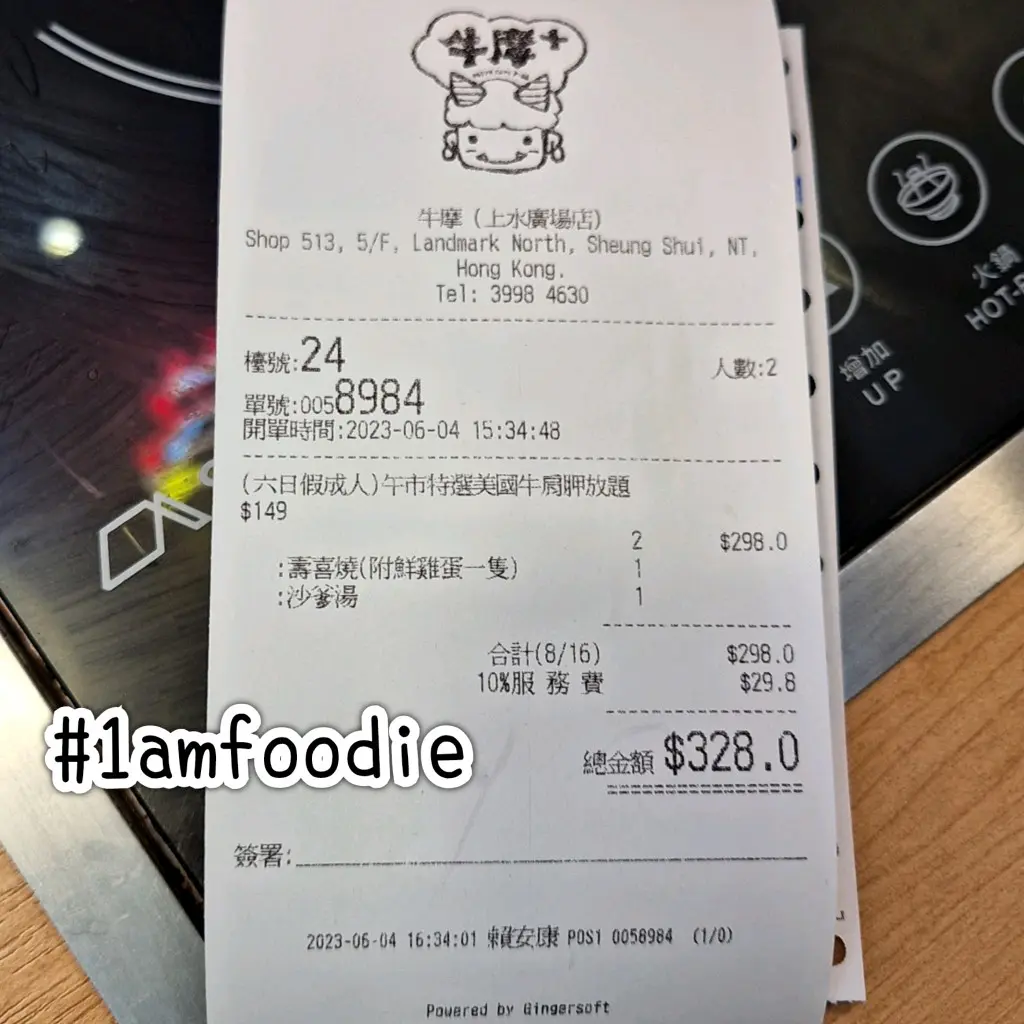 牛摩+
牛摩 (上水廣場店)
Shop 513, 5/F, Landmark North, Sheung Shui, NT,
Hong Kong.
Tel: 3998 4630
檯號:24 人數:2
單號:0058984
開單時間:2023-06-04 15:34:48
(六日假成人)午市特選美國牛肩胛放題
$149
2 $298.0
:壽喜燒(附鮮雞蛋一隻) 1
:沙爹湯 1
合計(8/16) $298.0
10%服 務 費 $29.8
總金額 $328.0
簽署:
2023-06-04 16:34:01 賴安康 POS1 0058984 (1/0)
Powered by Gingersoft
#1amfoodie
火鍋
HOT-P
增加
UP